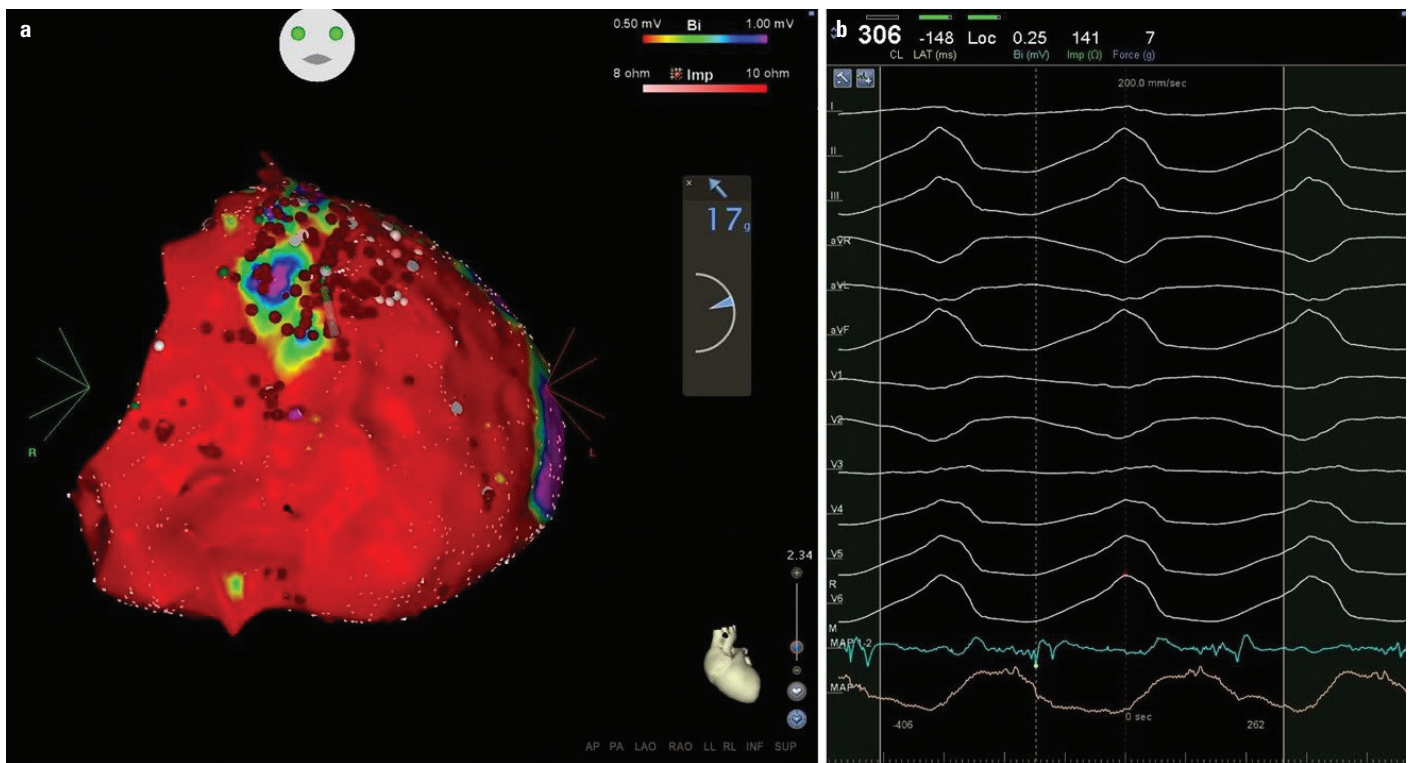 a
0.50 mV Bi 1.00 mV
8 ohm Imp 10 ohm
17g
R
L
2.34
AP PA LAO RAO LL RL INF SUP
b
306 -148 Loc 0.25 141 7
CL LAT (ms) Bi (mV) Imp (Ω) Force (g)
200.0 mm/sec
I
II
III
aVR
aVL
aVF
V1
V2
V3
V4
V5
R
V6
M
MAP 1-2
MAP
-406 0 sec 262